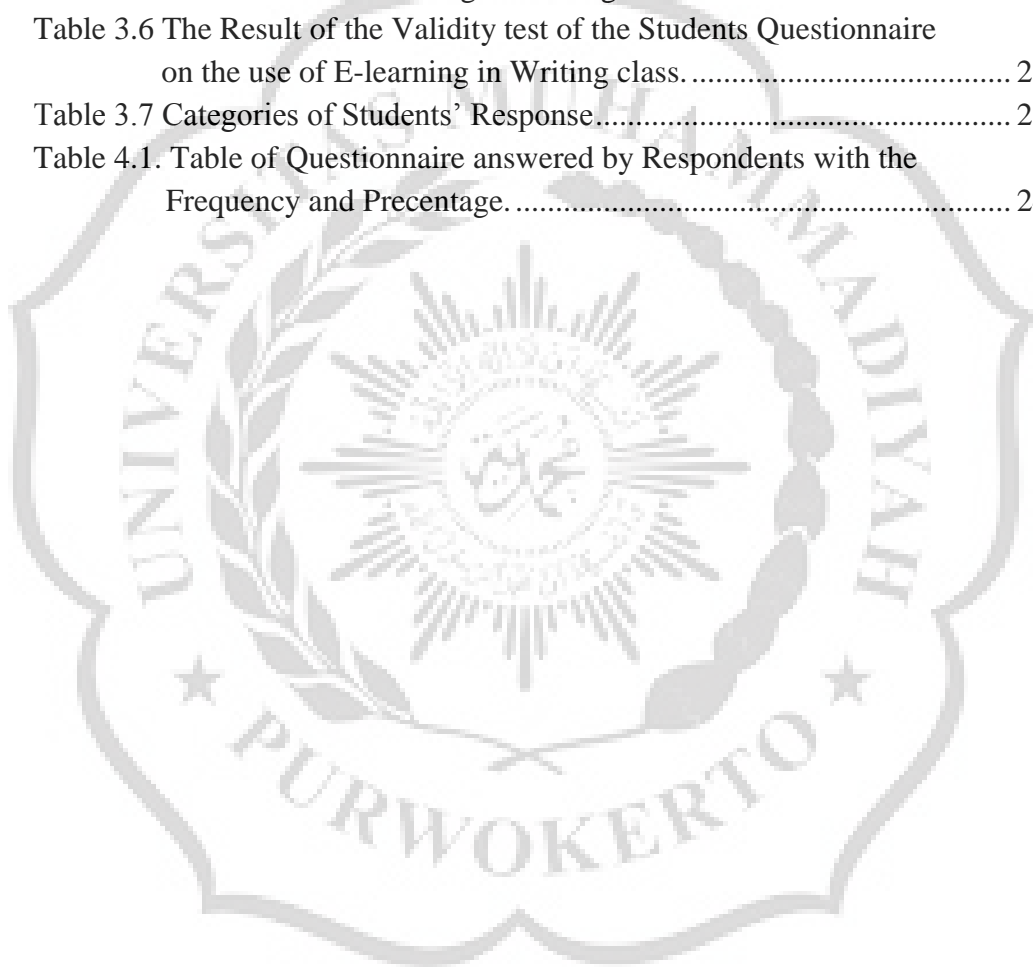 Table 3.6 The Result of the Validity test of the Students Questionnaire
on the use of E-learning in Writing class. .................................... 2
Table 3.7 Categories of Students’ Response................................................ 2
Table 4.1. Table of Questionnaire answered by Respondents with the
Frequency and Precentage. ......................................................... 2
UNIVERSITAS MUHAMMADIYAH
PURWOKERTO